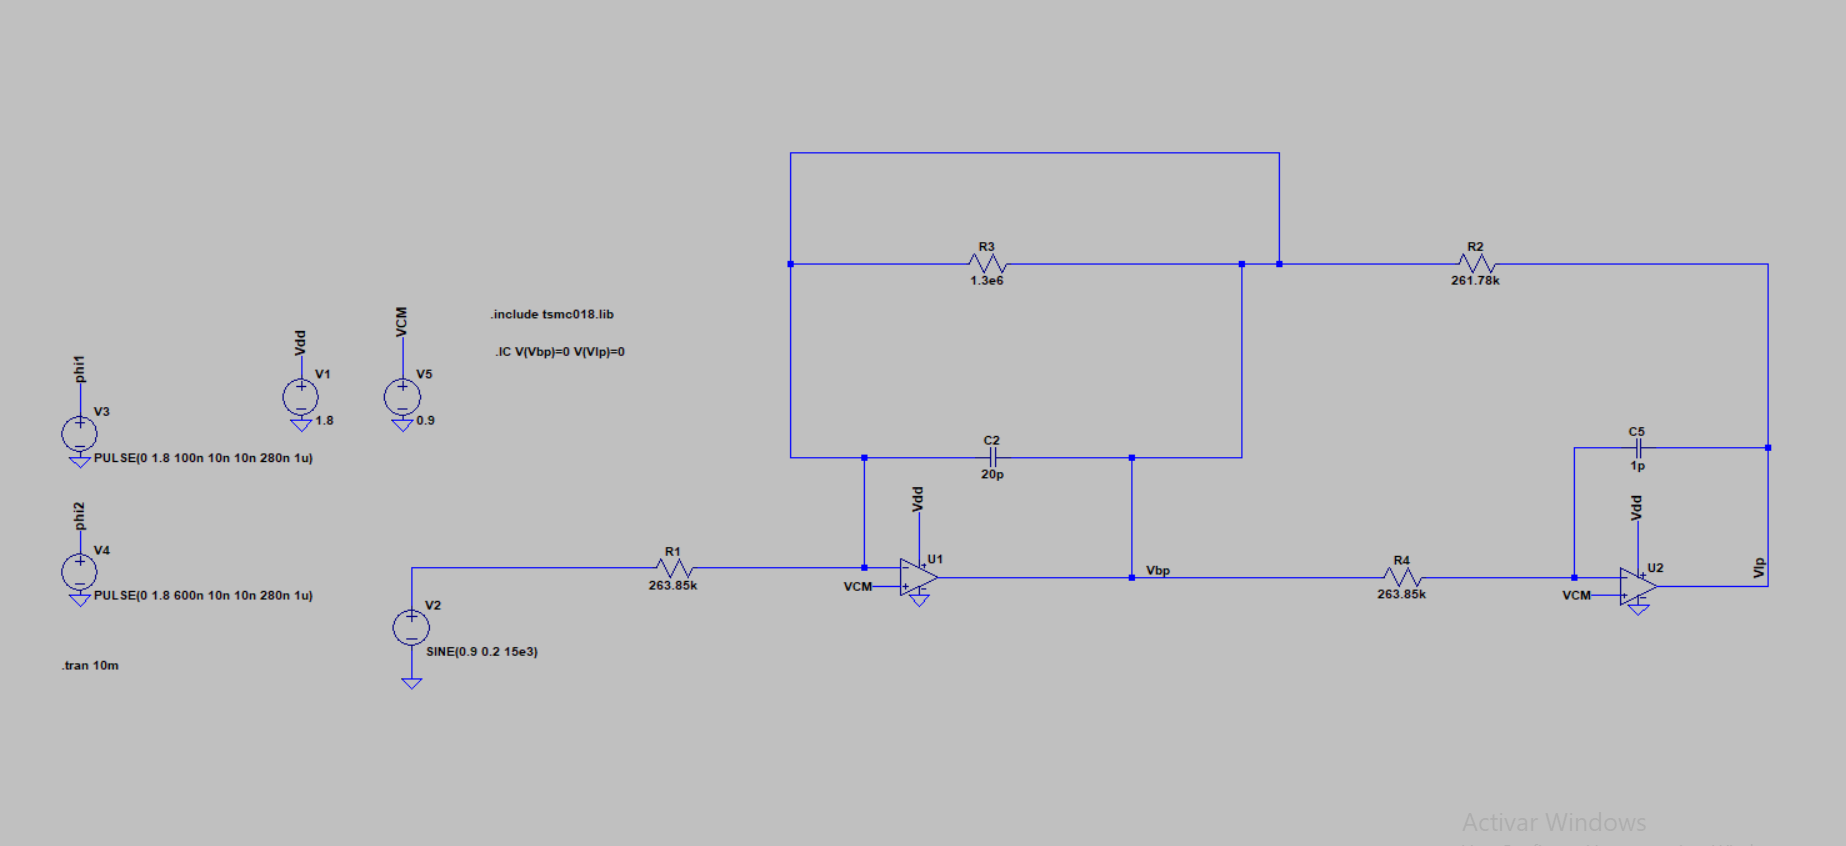 R3
1.3e6
R2
261.78k
.include tsmc018.lib
.IC V(Vbp)=0 V(Vlp)=0
phi1
V3
PULSE(0 1.8 100n 10n 10n 280n 1u)
Vdd
V1
1.8
VCM
V5
0.9
C2
20p
C5
1p
phi2
V4
PULSE(0 1.8 600n 10n 10n 280n 1u)
Vdd
U1
VCM
R1
263.85k
Vbp
R4
263.85k
Vdd
U2
VCM
Vlp
V2
SINE(0.9 0.2 15e3)
.tran 10m
Activar Windows